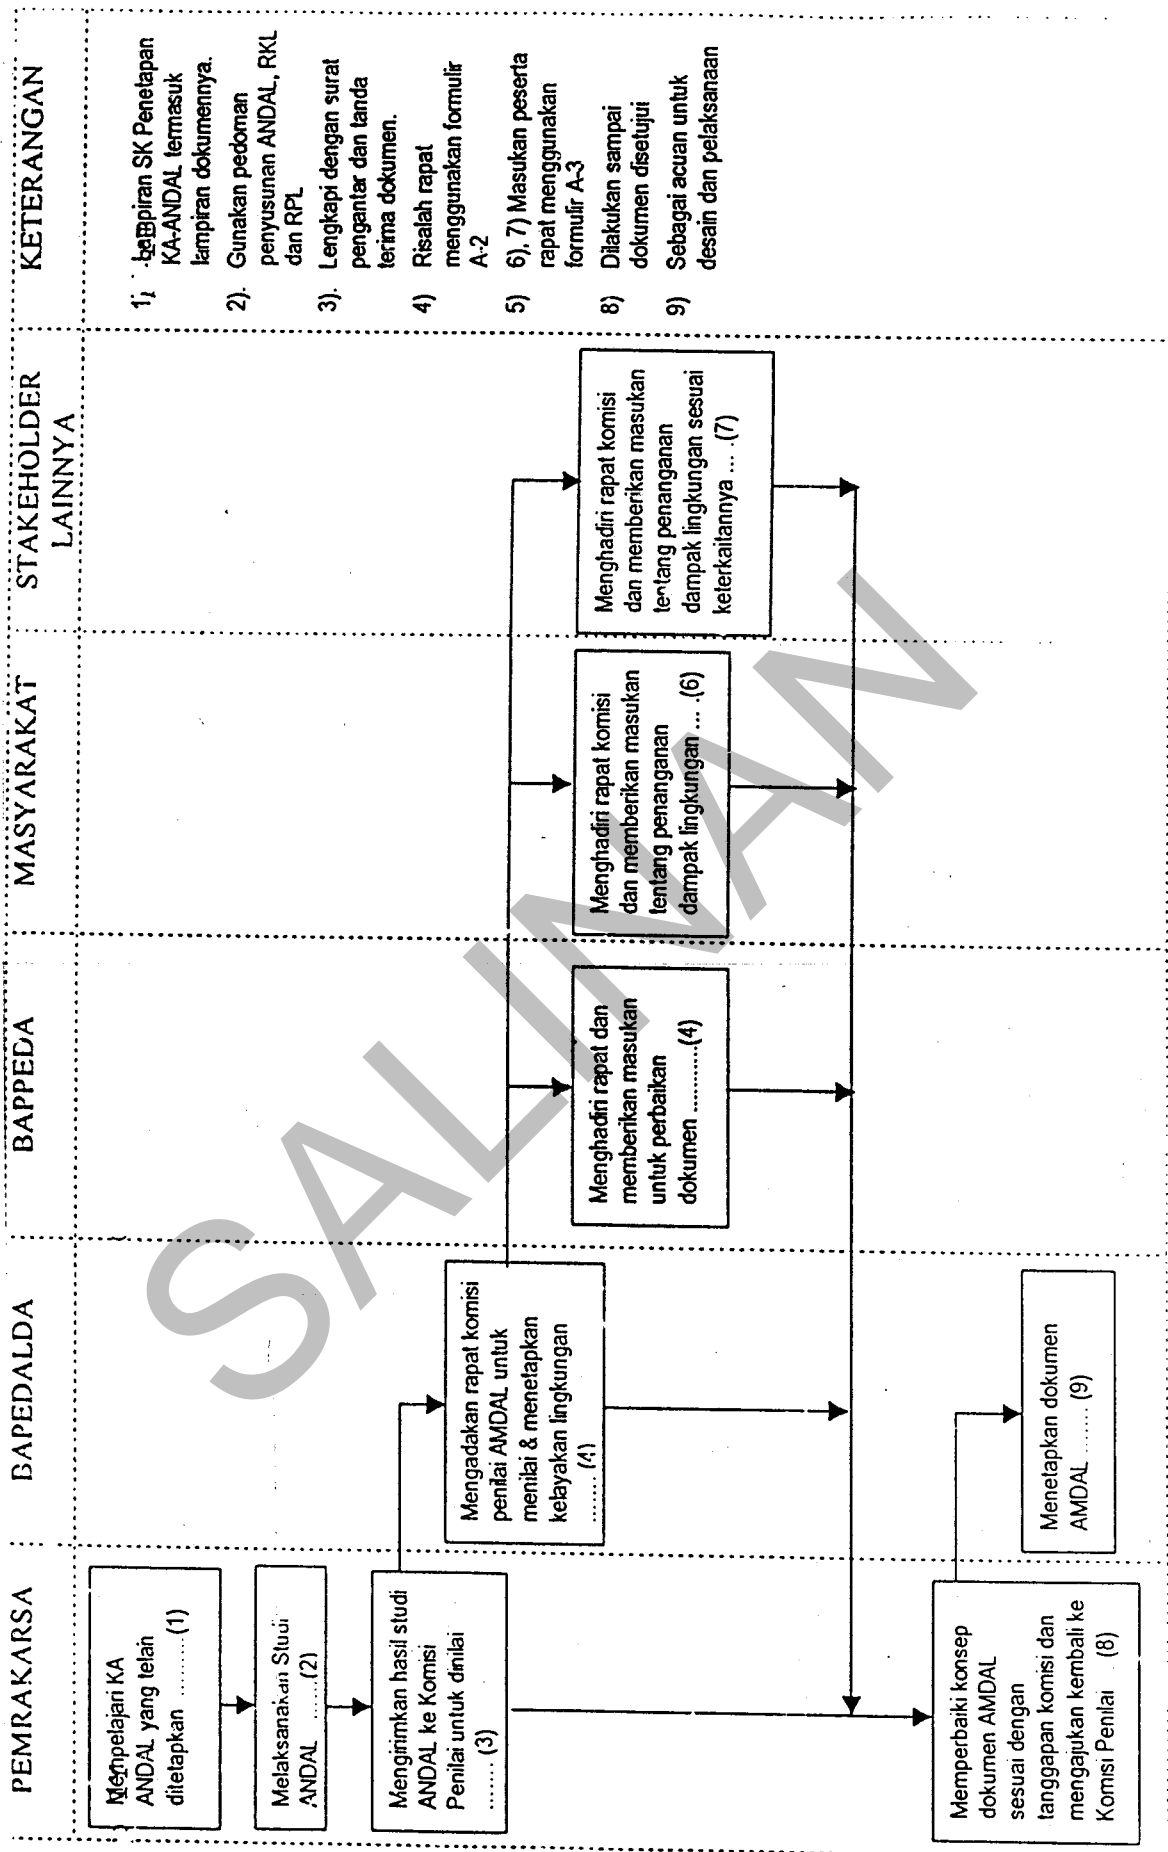 PEMRAKARSA
BAPEDALDA
BAPPEDA
MASYARAKAT
STAKEHOLDER
LAINNYA
KETERANGAN
Mempelajari KA
ANDAL yang telah
ditetapkan ..........(1)
Melaksanakan Studi
ANDAL .......(2)
Mengirimkan hasil studi
ANDAL ke Komisi
Penilai untuk dinilai
....... (3)
Mengadakan rapat komisi
penilai AMDAL untuk
menilai & menetapkan
kelayakan lingkungan
....... (4)
Menghadiri rapat dan
memberikan masukan
untuk perbaikan
dokumen .............(4)
Menghadiri rapat komisi
dan memberikan masukan
tentang penanganan
dampak lingkungan ... .(6)
Menghadiri rapat komisi
dan memberikan masukan
tentang penanganan
dampak lingkungan sesuai
keterkaitannya ... .(7)
Memperbaiki konsep
dokumen AMDAL
sesuai dengan
tanggapan komisi dan
mengajukan kembali ke
Komisi Penilai (8)
Menetapkan dokumen
AMDAL ....... (9)
1) Lampiran SK Penetapan
KA-ANDAL termasuk
lampiran dokumennya.
2). Gunakan pedoman
penyusunan ANDAL, RKL
dan RPL
3). Lengkapi dengan surat
pengantar dan tanda
terima dokumen.
4) Risalah rapat
menggunakan formulir
A-2
5) 6), 7) Masukan peserta
rapat menggunakan
formulir A-3
8) Dilakukan sampai
dokumen disetujui
9) Sebagai acuan untuk
desain dan pelaksanaan
SALINAN